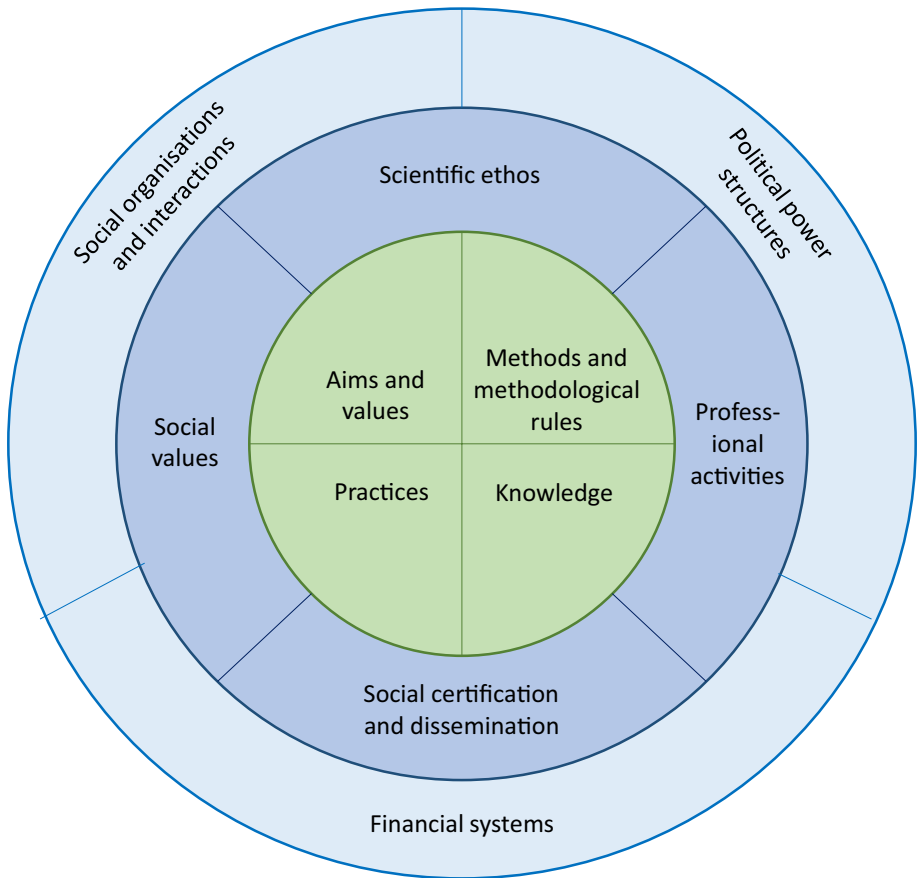 Social organisations
and interactions
Political power
structures
Scientific ethos
Aims and
values
Methods and
methodological
rules
Social
values
Profess-
ional
activities
Practices
Knowledge
Social certification
and dissemination
Financial systems